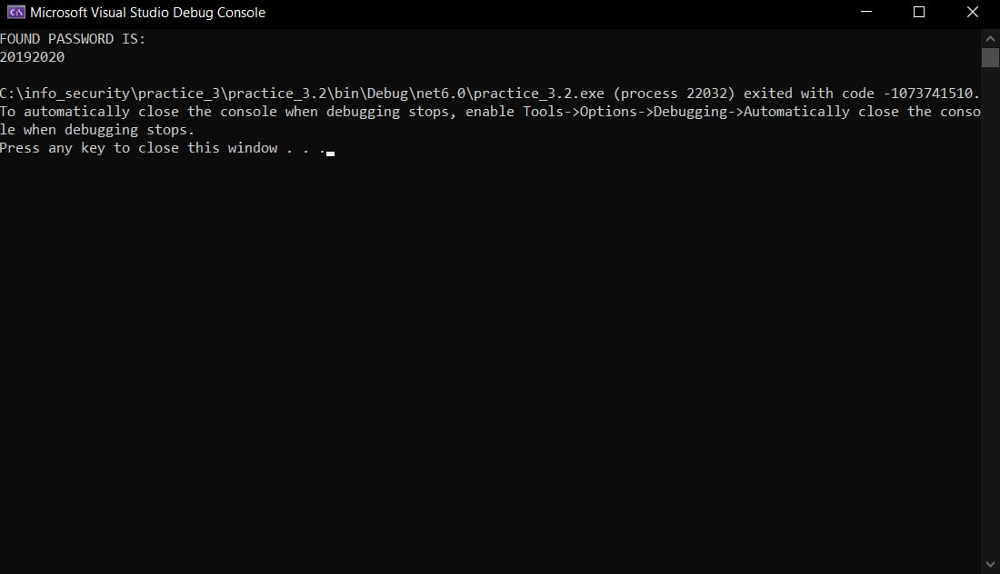 Microsoft Visual Studio Debug Console
FOUND PASSWORD IS:
20192020
C:\info_security\practice_3\practice_3.2\bin\Debug\net6.0\practice_3.2.exe (process 22032) exited with code -1073741510.
To automatically close the console when debugging stops, enable Tools->Options->Debugging->Automatically close the conso
le when debugging stops.
Press any key to close this window . . .